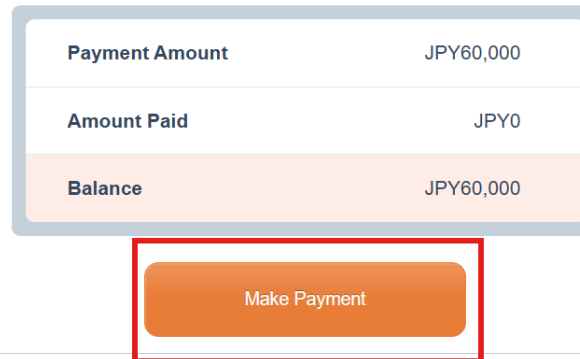 Payment Amount JPY60,000
Amount Paid JPY0
Balance JPY60,000
Make Payment